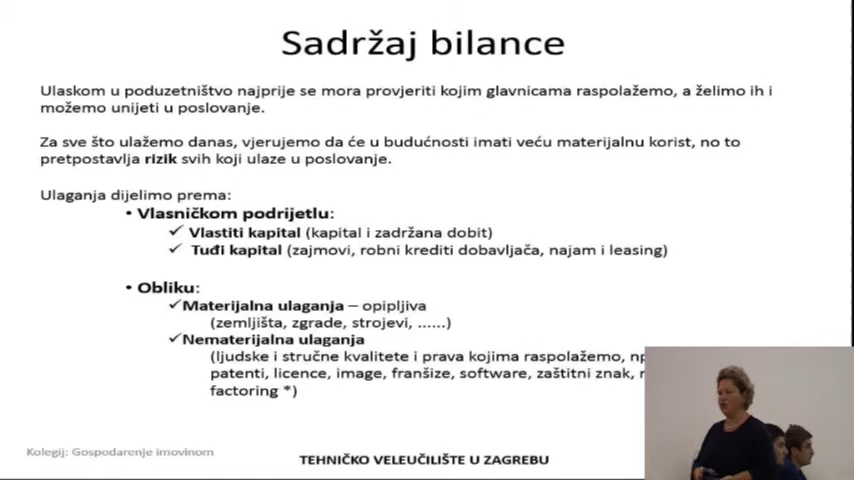 Sadržaj bilance
Ulaskom u poduzetništvo najprije se mora provjeriti kojim glavnicama raspolažemo, a želimo ih i
možemo unijeti u poslovanje.
Za sve što ulažemo danas, vjerujemo da će u budućnosti imati veću materijalnu korist, no to
pretpostavlja rizik svih koji ulaze u poslovanje.
Ulaganja dijelimo prema:
• Vlasničkom podrijetlu:
✓ Vlastiti kapital (kapital i zadržana dobit)
✓ Tuđi kapital (zajmovi, robni krediti dobavljača, najam i leasing)
• Obliku:
✓Materijalna ulaganja – opipljiva
(zemljišta, zgrade, strojevi, ......)
✓Nematerijalna ulaganja
(ljudske i stručne kvalitete i prava kojima raspolažemo,
patenti, licence, image, franšize, software, zaštitni znak,
factoring *)
Kolegij: Gospodarenje imovinom
TEHNIČKO VELEUČILIŠTE U ZAGREBU